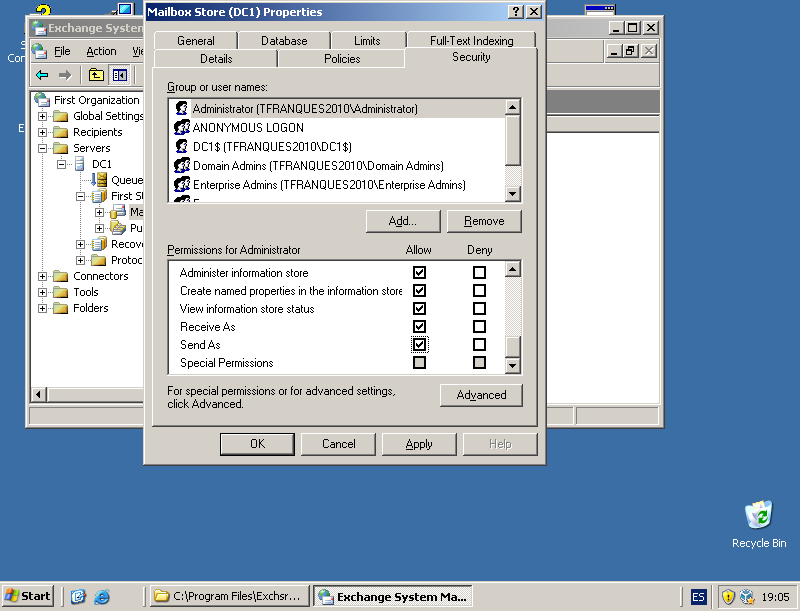 Mailbox Store (DC1) Properties
Exchange System
File Action
General Database Limits Full-Text Indexing
Details Policies Security
Group or user names:
Administrator (TFRANQUES2010\Administrator)
ANONYMOUS LOGON
DC1$ (TFRANQUES2010\DC1$)
Domain Admins (TFRANQUES2010\Domain Admins)
Enterprise Admins (TFRANQUES2010\Enterprise Admins)
Add... Remove
Permissions for Administrator Allow Deny
Administer information store
Create named properties in the information store
View information store status
Receive As
Send As
Special Permissions
For special permissions or for advanced settings,
click Advanced.
Advanced
OK Cancel Apply Help
First Organization
Global Settings
Recipients
Servers
DC1
Queue
First St
Ma
Pu
Recov
Protoc
Connectors
Tools
Folders
Recycle Bin
Start
C:\Program Files\Exchsr...
Exchange System Ma...
ES
19:05